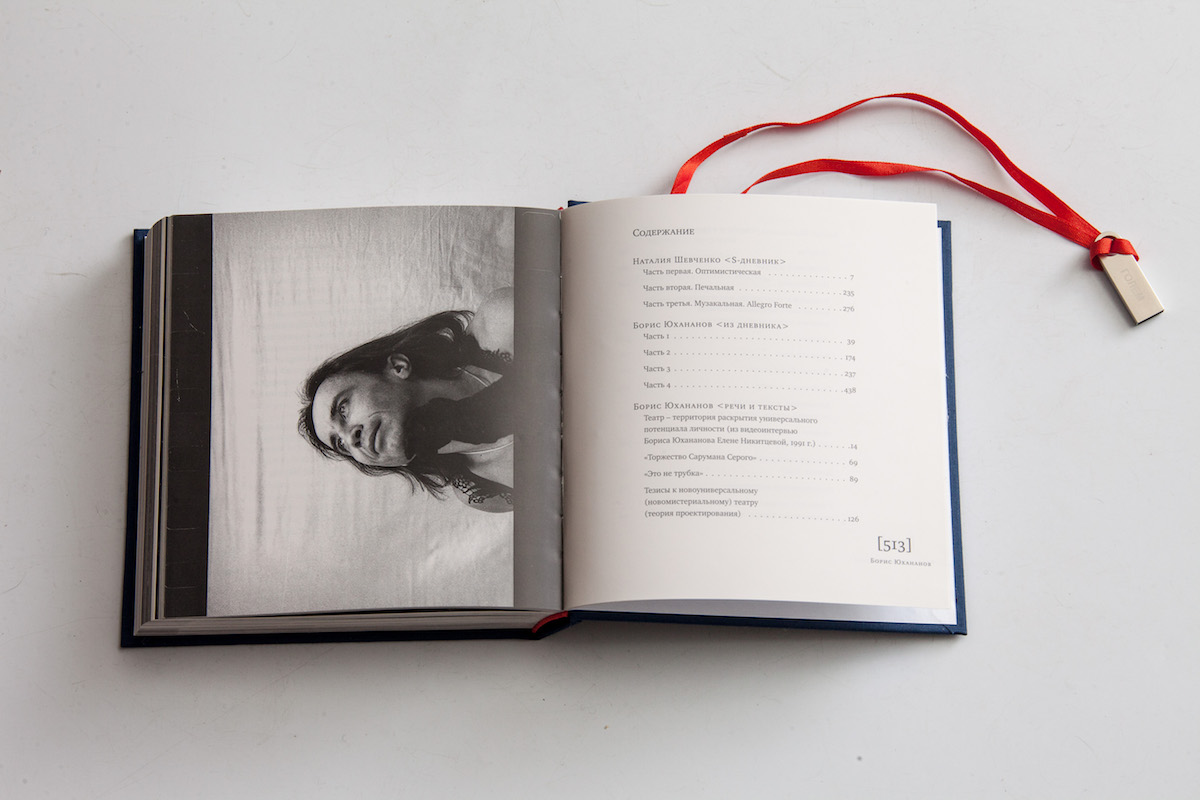 Содержание
Наталия Шевченко <S-дневник>
Часть первая. Оптимистическая . . . . . . . . . . . . . . 7
Часть вторая. Печальная . . . . . . . . . . . . . . . . . . . 235
Часть третья. Музакальная. Allegro Forte . . . . . . . . 276
Борис Юхананов <из дневника>
Часть 1 . . . . . . . . . . . . . . . . . . . . . . . . . . . . . 39
Часть 2 . . . . . . . . . . . . . . . . . . . . . . . . . . . . . 174
Часть 3 . . . . . . . . . . . . . . . . . . . . . . . . . . . . . 237
Часть 4 . . . . . . . . . . . . . . . . . . . . . . . . . . . . . 438
Борис Юхананов <речи и тексты>
Театр – территория раскрытия универсального
потенциала личности (из видеоинтервью
Бориса Юхананова Елене Никитцевой, 1991 г.) . . . . . . 14
«Торжество Сарумана Серого» . . . . . . . . . . . . . . . . 69
«Это не трубка» . . . . . . . . . . . . . . . . . . . . . . . . . 89
Тезисы к новоуниверсальному
(новомистериальному) театру
(теория проектирования) . . . . . . . . . . . . . . . . . . 126
[513]
Борис Юхананов